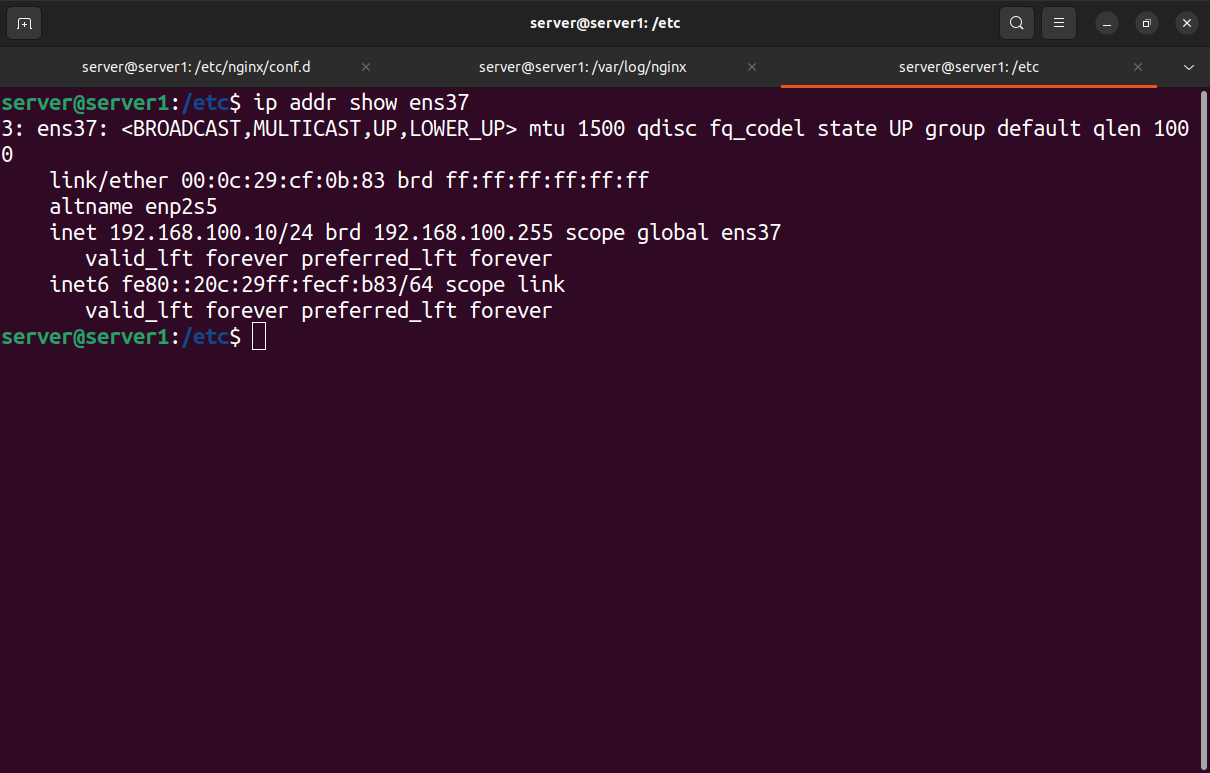 server@server1: /etc
server@server1: /etc/nginx/conf.d
server@server1: /var/log/nginx
server@server1: /etc
server@server1:/etc$ ip addr show ens37
3: ens37: <BROADCAST,MULTICAST,UP,LOWER_UP> mtu 1500 qdisc fq_codel state UP group default qlen 100
0
    link/ether 00:0c:29:cf:0b:83 brd ff:ff:ff:ff:ff:ff
    altname enp2s5
    inet 192.168.100.10/24 brd 192.168.100.255 scope global ens37
       valid_lft forever preferred_lft forever
    inet6 fe80::20c:29ff:fecf:b83/64 scope link
       valid_lft forever preferred_lft forever
server@server1:/etc$